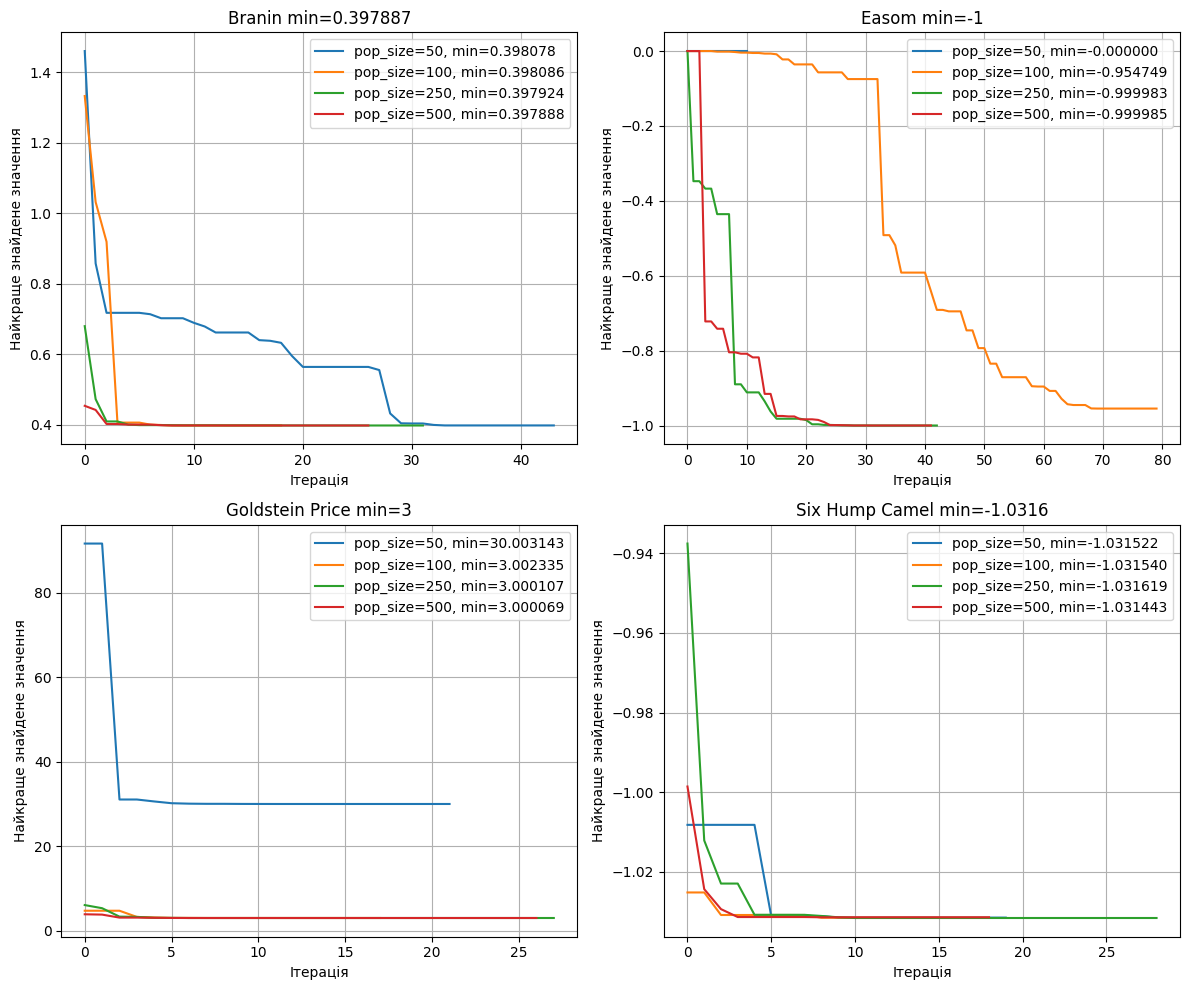 Branin min=0.397887
pop_size=50, min=0.398078
pop_size=100, min=0.398086
pop_size=250, min=0.397924
pop_size=500, min=0.397888
Найкраще знайдене значення
1.4
1.2
1.0
0.8
0.6
0.4
0
10
20
30
40
Ітерація
Easom min=-1
pop_size=50, min=-0.000000
pop_size=100, min=-0.954749
pop_size=250, min=-0.999983
pop_size=500, min=-0.999985
Найкраще знайдене значення
0.0
−0.2
−0.4
−0.6
−0.8
−1.0
0
10
20
30
40
50
60
70
80
Ітерація
Goldstein Price min=3
pop_size=50, min=30.003143
pop_size=100, min=3.002335
pop_size=250, min=3.000107
pop_size=500, min=3.000069
Найкраще знайдене значення
80
60
40
20
0
0
5
10
15
20
25
Ітерація
Six Hump Camel min=-1.0316
pop_size=50, min=-1.031522
pop_size=100, min=-1.031540
pop_size=250, min=-1.031619
pop_size=500, min=-1.031443
Найкраще знайдене значення
−0.94
−0.96
−0.98
−1.00
−1.02
0
5
10
15
20
25
Ітерація